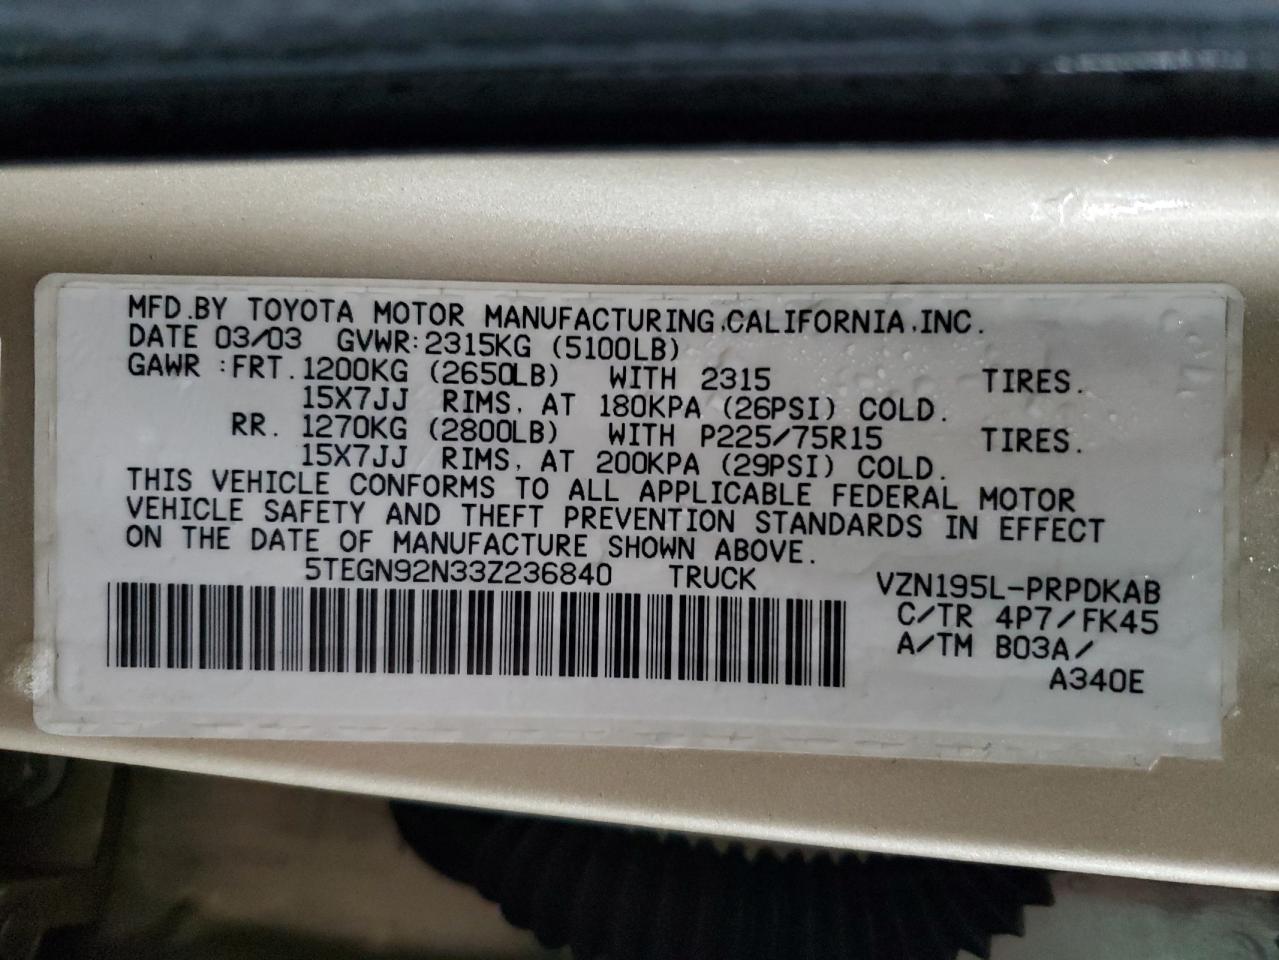 MFD.BY TOYOTA MOTOR MANUFACTURING,CALIFORNIA,INC.
DATE 03/03 GVWR:2315KG (5100LB)
GAWR :FRT. 1200KG (2650LB) WITH 2315 TIRES.
15X7JJ RIMS, AT 180KPA (26PSI) COLD.
RR. 1270KG (2800LB) WITH P225/75R15 TIRES.
15X7JJ RIMS, AT 200KPA (29PSI) COLD.
THIS VEHICLE CONFORMS TO ALL APPLICABLE FEDERAL MOTOR
VEHICLE SAFETY AND THEFT PREVENTION STANDARDS IN EFFECT
ON THE DATE OF MANUFACTURE SHOWN ABOVE.
5TEGN92N33Z236840 TRUCK VZN195L-PRPDKAB
C/TR 4P7/FK45
A/TM B03A/
A340E